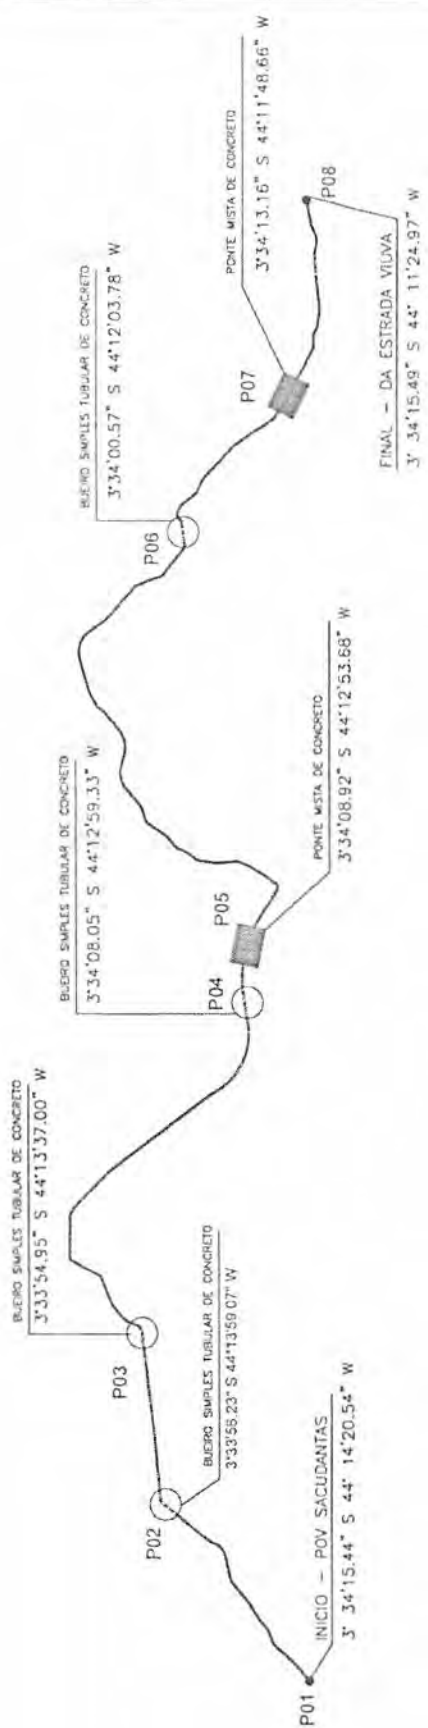 P01
INICIO - POV SACUDANTAS
3° 34'15.44" S 44° 14'20.54" W
P02
BUEIRO SIMPLES TUBULAR DE CONCRETO
3°33'56.23" S 44°13'59.07" W
P03
BUEIRO SIMPLES TUBULAR DE CONCRETO
3°33'54.95" S 44°13'37.00" W
P04
BUEIRO SIMPLES TUBULAR DE CONCRETO
3°34'08.05" S 44°12'59.33" W
P05
PONTE MISTA DE CONCRETO
3°34'08.92" S 44°12'53.68" W
P06
BUEIRO SIMPLES TUBULAR DE CONCRETO
3°34'00.57" S 44°12'03.78" W
P07
PONTE MISTA DE CONCRETO
3°34'13.16" S 44°11'48.66" W
P08
FINAL - DA ESTRADA VIUVA
3° 34'15.49" S 44° 11'24.97" W